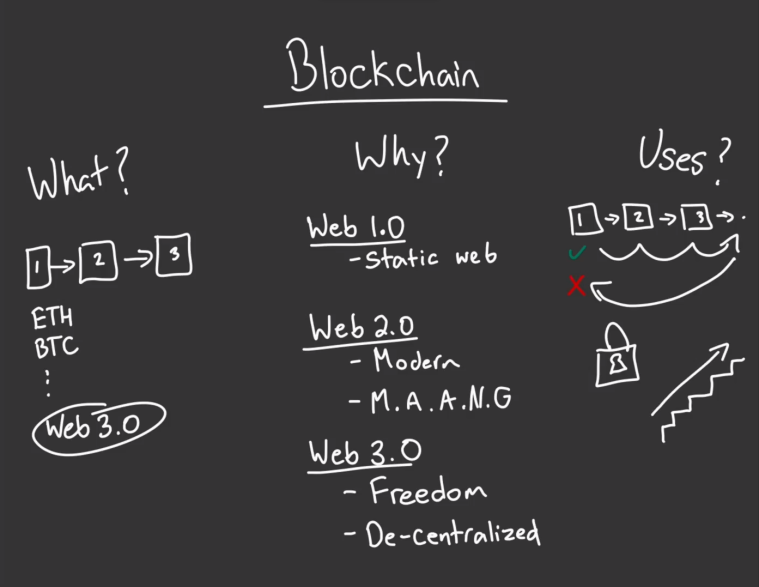 Blockchain
What?
1 → 2 → 3
ETH
BTC
⋮
Web 3.0
Why?
Web 1.0
- Static web
Web 2.0
- Modern
- M.A.A.N.G
Web 3.0
- Freedom
- De-centralized
Uses?
1 → 2 → 3 → ..
✓
X
B